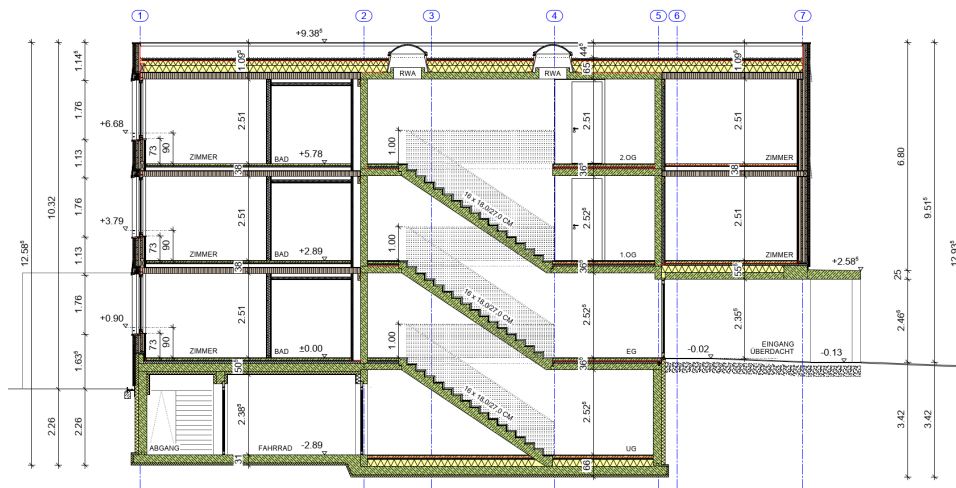 1 2 3 4 5 6 7
+9.38⁵
1.14⁵ 1.09⁵ RWA RWA 44⁵ 65 1.09⁵
1.76 2.51 2.51 2.51
+6.68
1.00
73 90 ZIMMER BAD +5.78 2.OG ZIMMER
1.13 38 36⁵ 38
6.80
10.32
16 x 18.0/27.0 CM
1.76 2.51 2.52⁵ 2.51
9.51⁵
+3.79
1.00
12.58⁵
12.93⁵
73 90 ZIMMER BAD +2.89 1.OG ZIMMER
1.13 38 36⁵ 55⁵ +2.58⁵
25
16 x 18.0/27.0 CM
1.76 2.51 2.52⁵ 2.35⁵ 2.46⁵
+0.90
1.00
EINGANG
ÜBERDACHT
73 90 ZIMMER BAD ±0.00 EG -0.02 -0.13
1.63⁵ 50⁵ 36⁵
16 x 18.0/27.0 CM
2.26 2.26 2.38⁵ 2.52⁵ 3.42 3.42
ABGANG FAHRRAD -2.89 UG
31 66